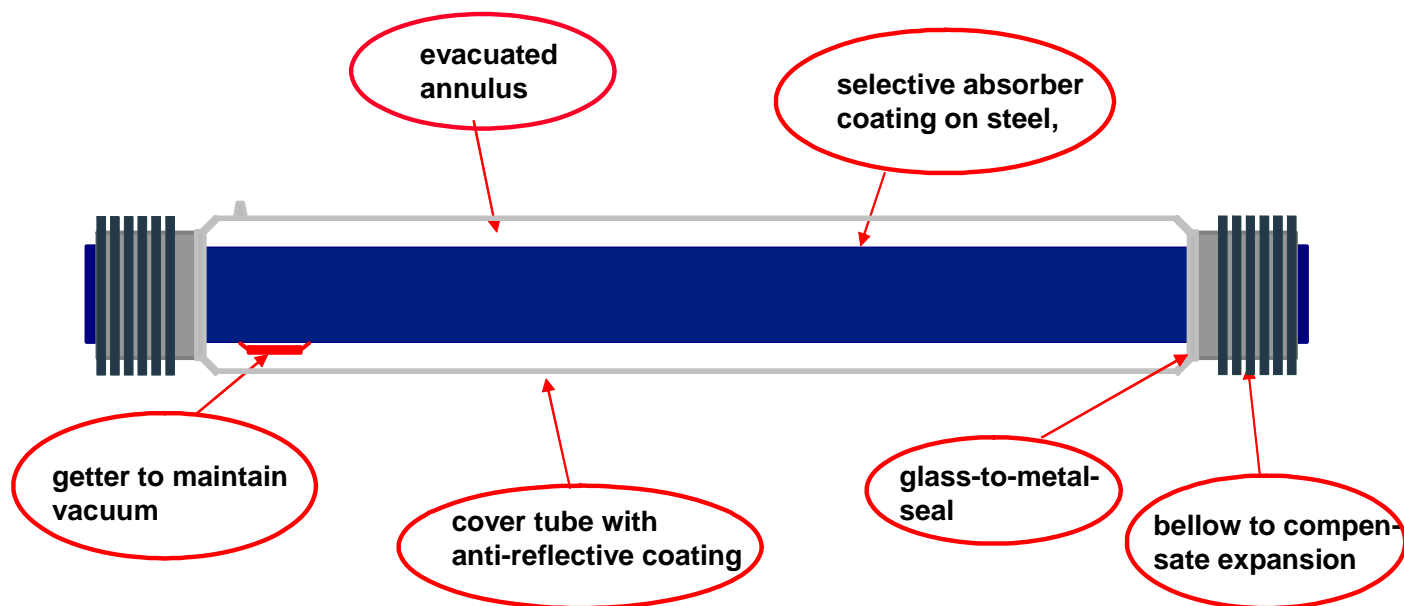 evacuated
annulus
selective absorber
coating on steel,
getter to maintain
vacuum
cover tube with
anti-reflective coating
glass-to-metal-
seal
bellow to compen-
sate expansion